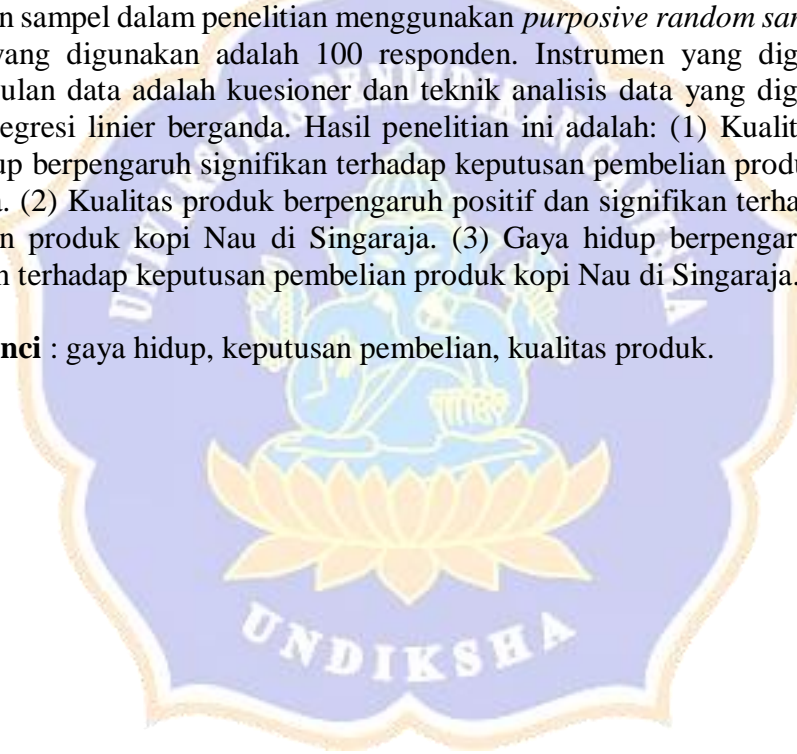 n sampel dalam penelitian menggunakan purposive random sam
yang digunakan adalah 100 responden. Instrumen yang dig
ulan data adalah kuesioner dan teknik analisis data yang dig
egresi linier berganda. Hasil penelitian ini adalah: (1) Kualit
up berpengaruh signifikan terhadap keputusan pembelian produ
a. (2) Kualitas produk berpengaruh positif dan signifikan terha
n produk kopi Nau di Singaraja. (3) Gaya hidup berpengar
n terhadap keputusan pembelian produk kopi Nau di Singaraja.
nci : gaya hidup, keputusan pembelian, kualitas produk.
UNIVERSITAS PENDIDIKAN GANESHA
UNDIKSHA